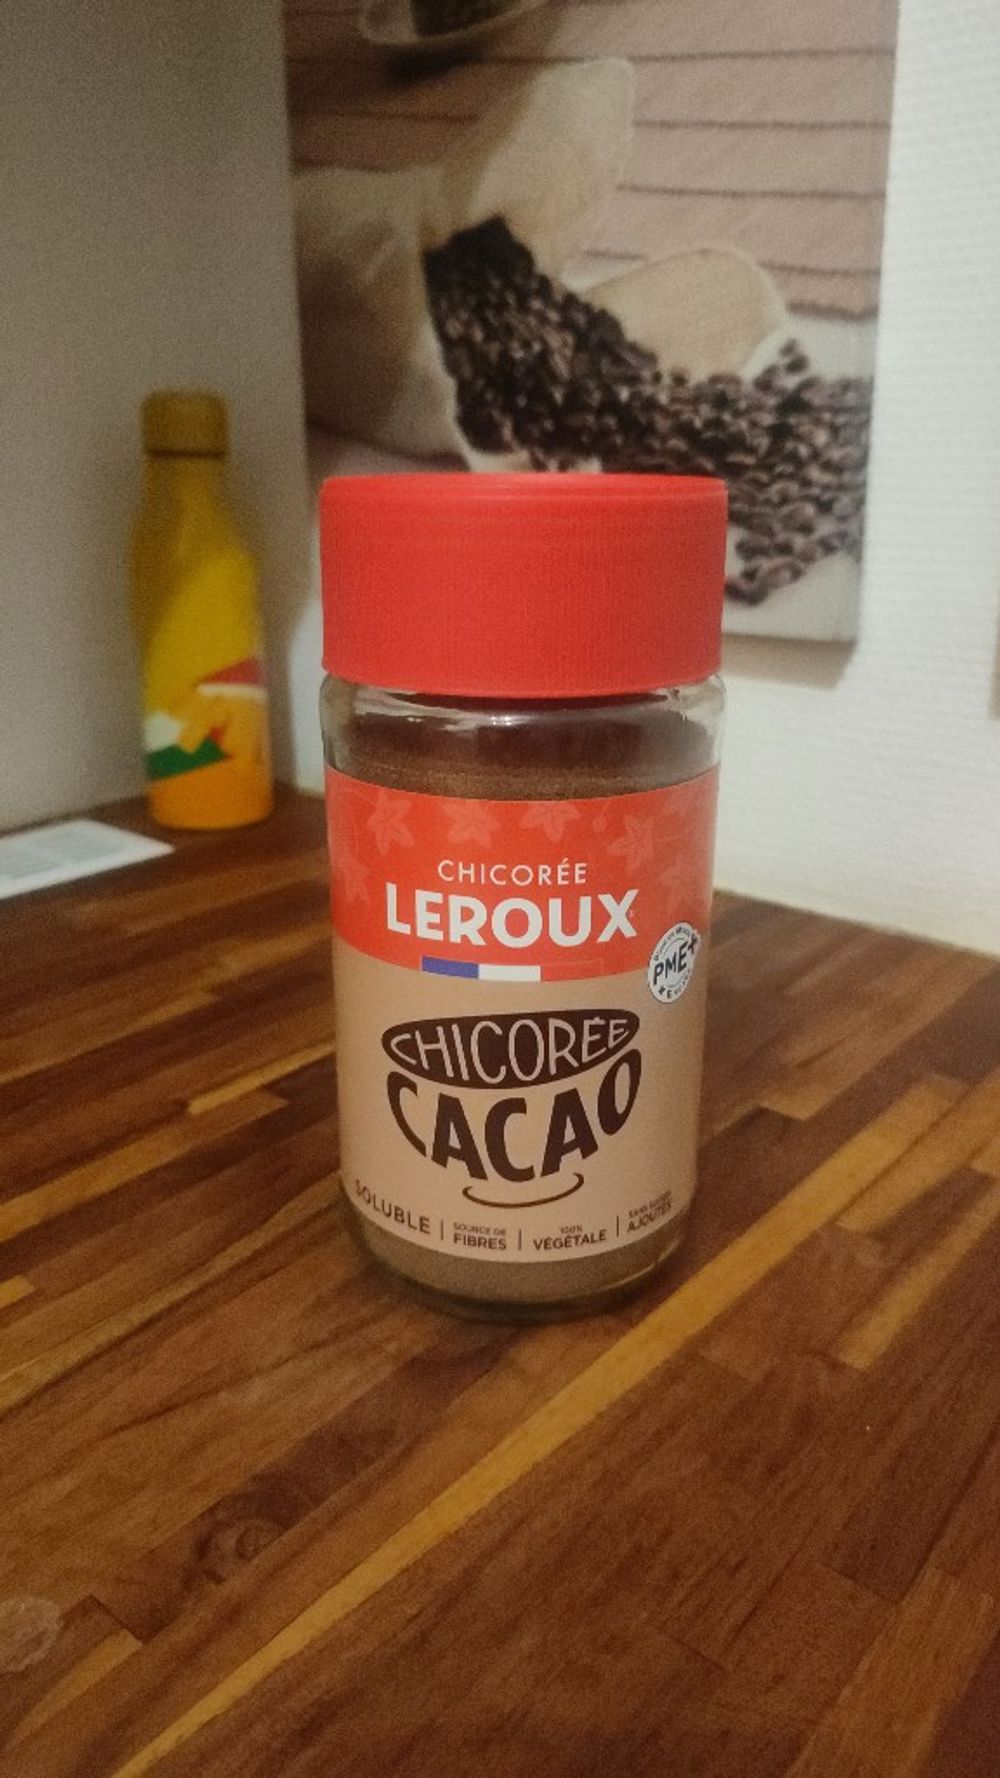 CHICORÉE
LEROUX
PME+
CHICORÉE
CACAO
SOLUBLE
SOURCE DE
FIBRES
100%
VÉGÉTALE
SANS SUCRES
AJOUTÉS